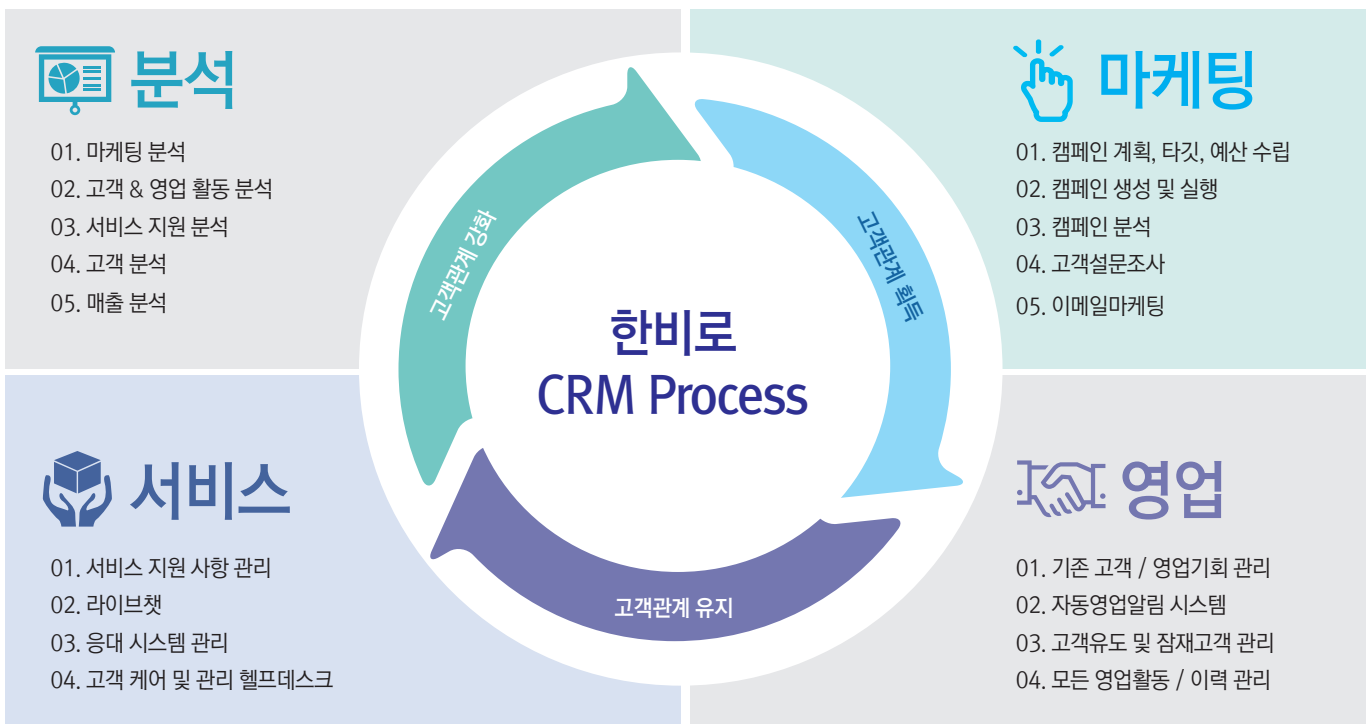 분석
01. 마케팅 분석
02. 고객 & 영업 활동 분석
03. 서비스 지원 분석
04. 고객 분석
05. 매출 분석
마케팅
01. 캠페인 계획, 타깃, 예산 수립
02. 캠페인 생성 및 실행
03. 캠페인 분석
04. 고객설문조사
05. 이메일마케팅
고객관계 강화
고객관계 획득
한비로
CRM Process
고객관계 유지
서비스
01. 서비스 지원 사항 관리
02. 라이브챗
03. 응대 시스템 관리
04. 고객 케어 및 관리 헬프데스크
영업
01. 기존 고객 / 영업기회 관리
02. 자동영업알림 시스템
03. 고객유도 및 잠재고객 관리
04. 모든 영업활동 / 이력 관리